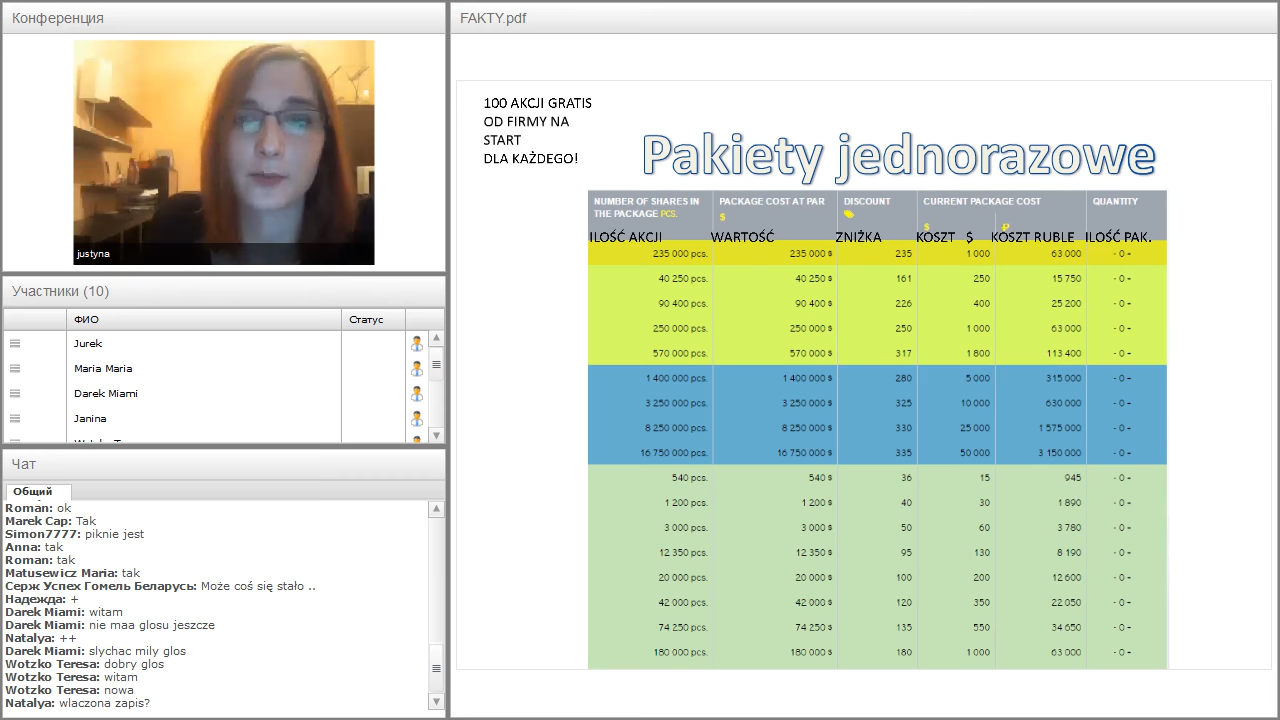 Конференция
justyna
Участники (10)
ФИО Статус
Jurek
Maria Maria
Darek Miami
Janina
Чат
Общий
Roman: ok
Marek Cap: Tak
Simon7777: piknie jest
Anna: tak
Roman: tak
Matusewicz Maria: tak
Серж Успех Гомель Беларусь: Może coś się stało ..
Надежда: +
Darek Miami: witam
Darek Miami: nie maa glosu jeszcze
Natalya: ++
Darek Miami: slychac mily glos
Wotzko Teresa: dobry glos
Wotzko Teresa: witam
Wotzko Teresa: nowa
Natalya: wlaczona zapis?
FAKTY.pdf
100 AKCJI GRATIS
OD FIRMY NA
START
DLA KAŻDEGO!
Pakiety jednorazowe
NUMBER OF SHARES IN PACKAGE COST AT PAR DISCOUNT CURRENT PACKAGE COST QUANTITY
THE PACKAGE PCS. $
$ ₽
ILOŚĆ AKCJI WARTOŚĆ ZNIŻKA KOSZT $ KOSZT RUBLE ILOŚĆ PAK.
235 000 pcs. 235 000 $ 235 1 000 63 000 - 0 +
40 250 pcs. 40 250 $ 161 250 15 750 - 0 +
90 400 pcs. 90 400 $ 226 400 25 200 - 0 +
250 000 pcs. 250 000 $ 250 1 000 63 000 - 0 +
570 000 pcs. 570 000 $ 317 1 800 113 400 - 0 +
1 400 000 pcs. 1 400 000 $ 280 5 000 315 000 - 0 +
3 250 000 pcs. 3 250 000 $ 325 10 000 630 000 - 0 +
8 250 000 pcs. 8 250 000 $ 330 25 000 1 575 000 - 0 +
16 750 000 pcs. 16 750 000 $ 335 50 000 3 150 000 - 0 +
540 pcs. 540 $ 36 15 945 - 0 +
1 200 pcs. 1 200 $ 40 30 1 890 - 0 +
3 000 pcs. 3 000 $ 50 60 3 780 - 0 +
12 350 pcs. 12 350 $ 95 130 8 190 - 0 +
20 000 pcs. 20 000 $ 100 200 12 600 - 0 +
42 000 pcs. 42 000 $ 120 350 22 050 - 0 +
74 250 pcs. 74 250 $ 135 550 34 650 - 0 +
180 000 pcs. 180 000 $ 180 1 000 63 000 - 0 +